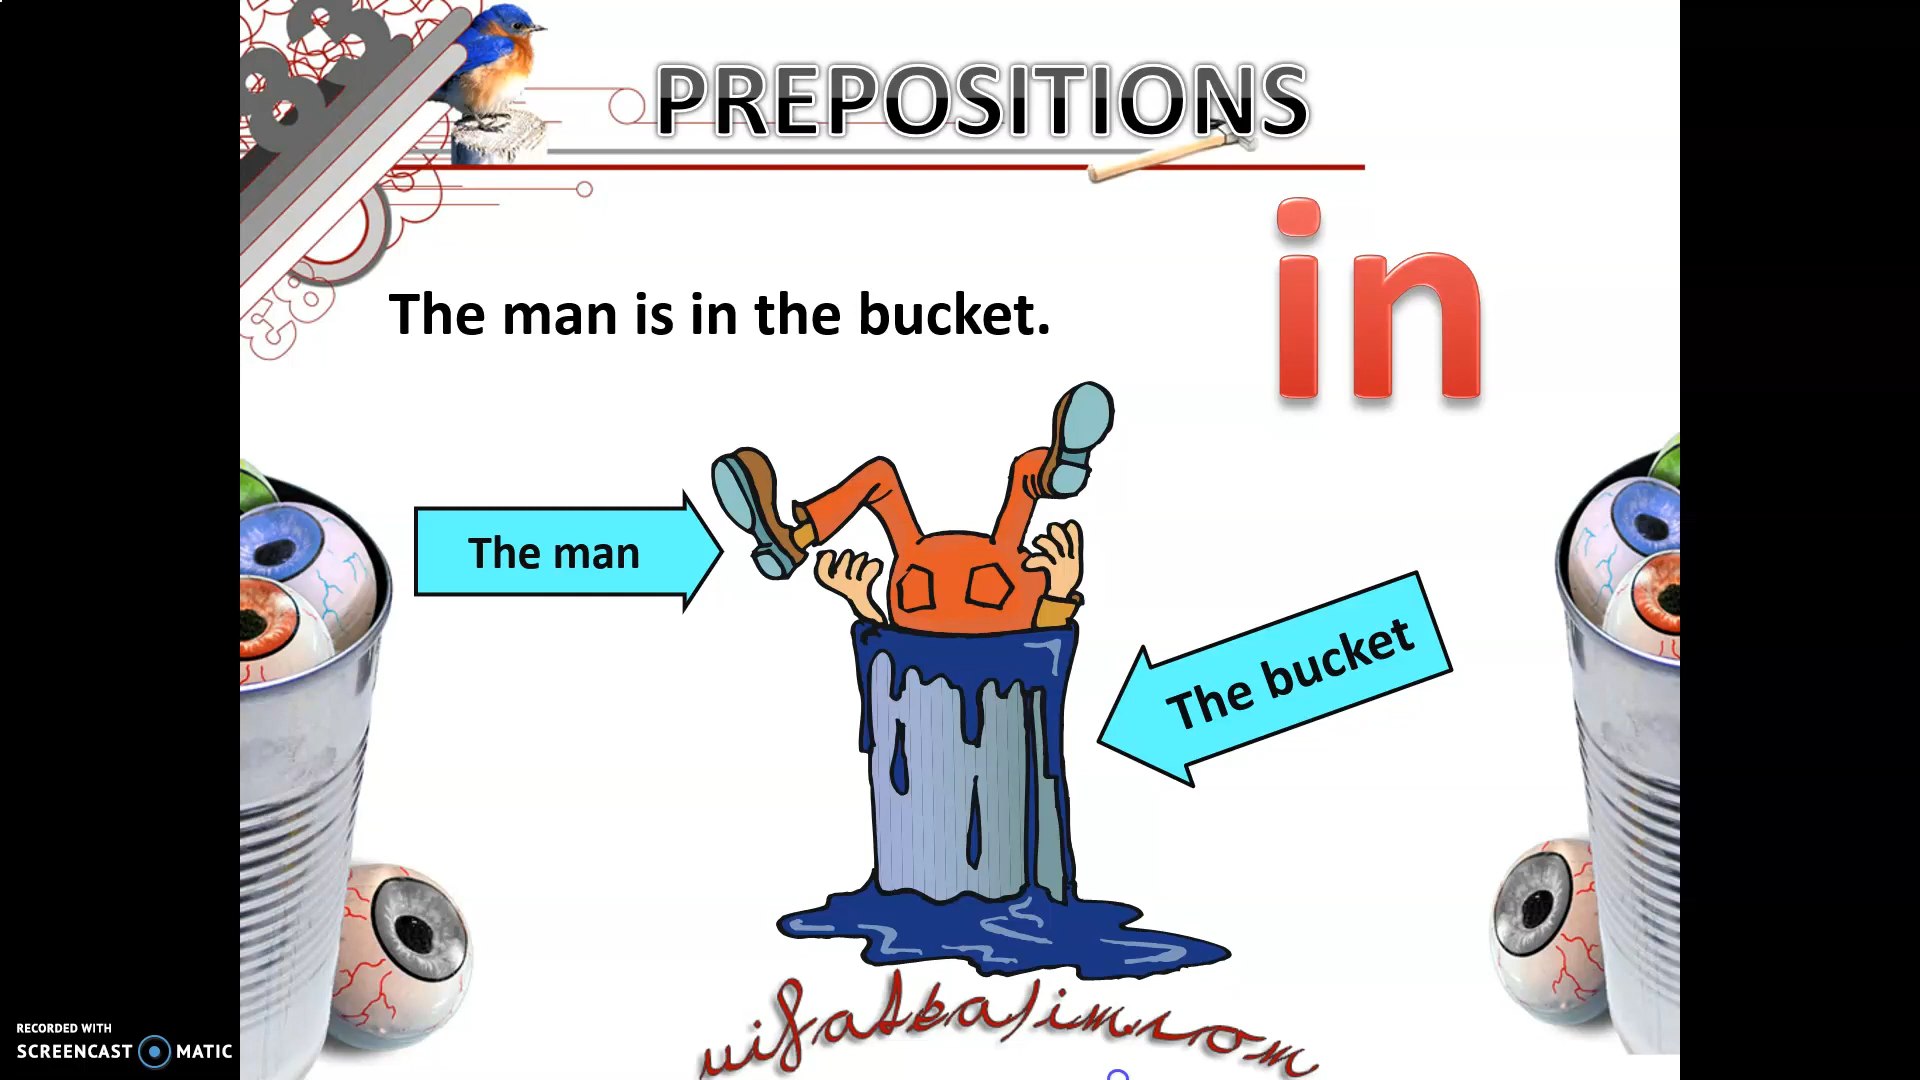 PREPOSITIONS
in
The man is in the bucket.
The man
The bucket
RECORDED WITH
SCREENCAST MATIC